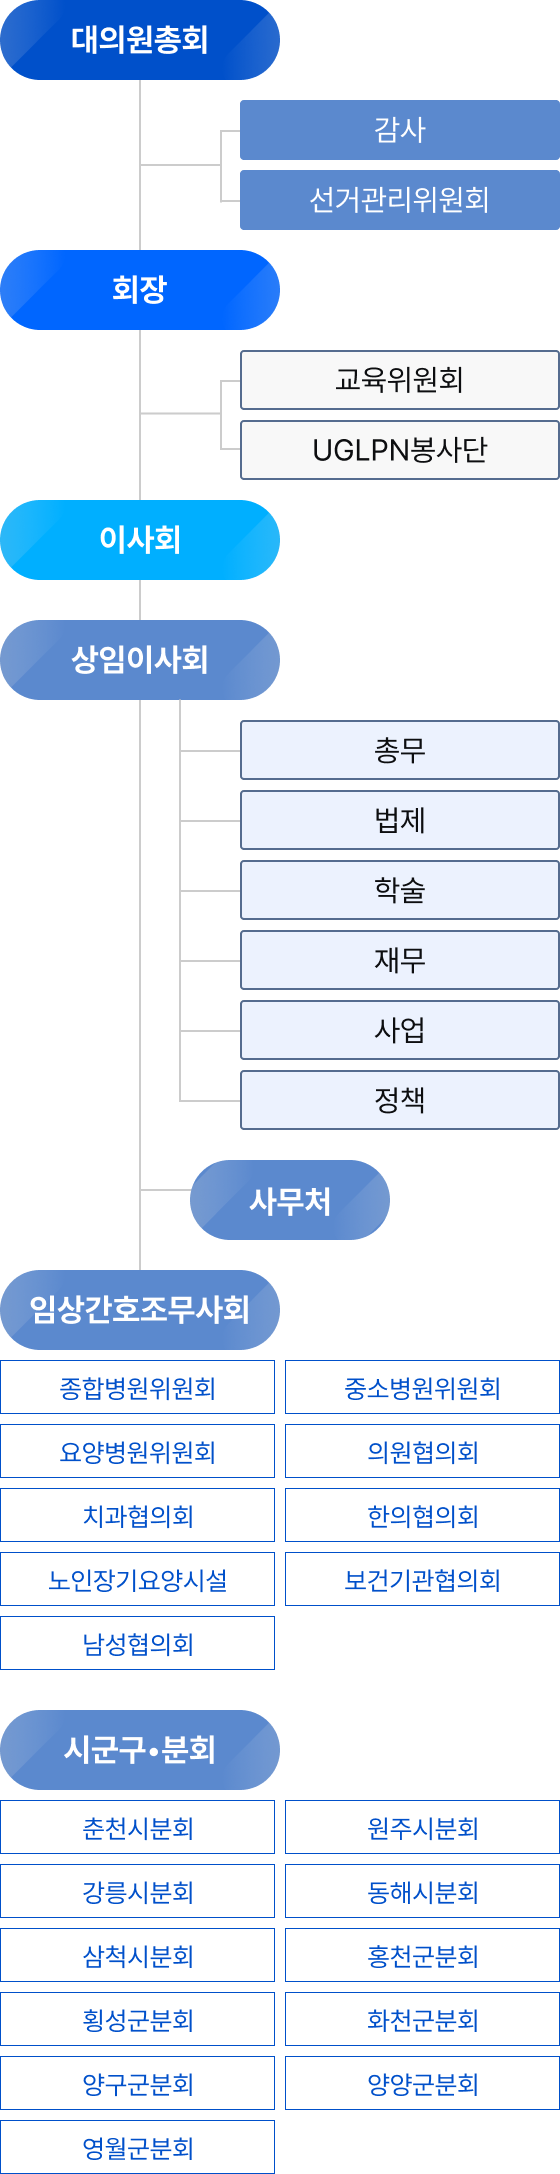 대의원총회
감사
선거관리위원회
회장
교육위원회
UGLPN봉사단
이사회
상임이사회
총무
법제
학술
재무
사업
정책
사무처
임상간호조무사회
종합병원위원회
중소병원위원회
요양병원위원회
의원협의회
치과협의회
한의협의회
노인장기요양시설
보건기관협의회
남성협의회
시군구•분회
춘천시분회
원주시분회
강릉시분회
동해시분회
삼척시분회
홍천군분회
횡성군분회
화천군분회
양구군분회
양양군분회
영월군분회